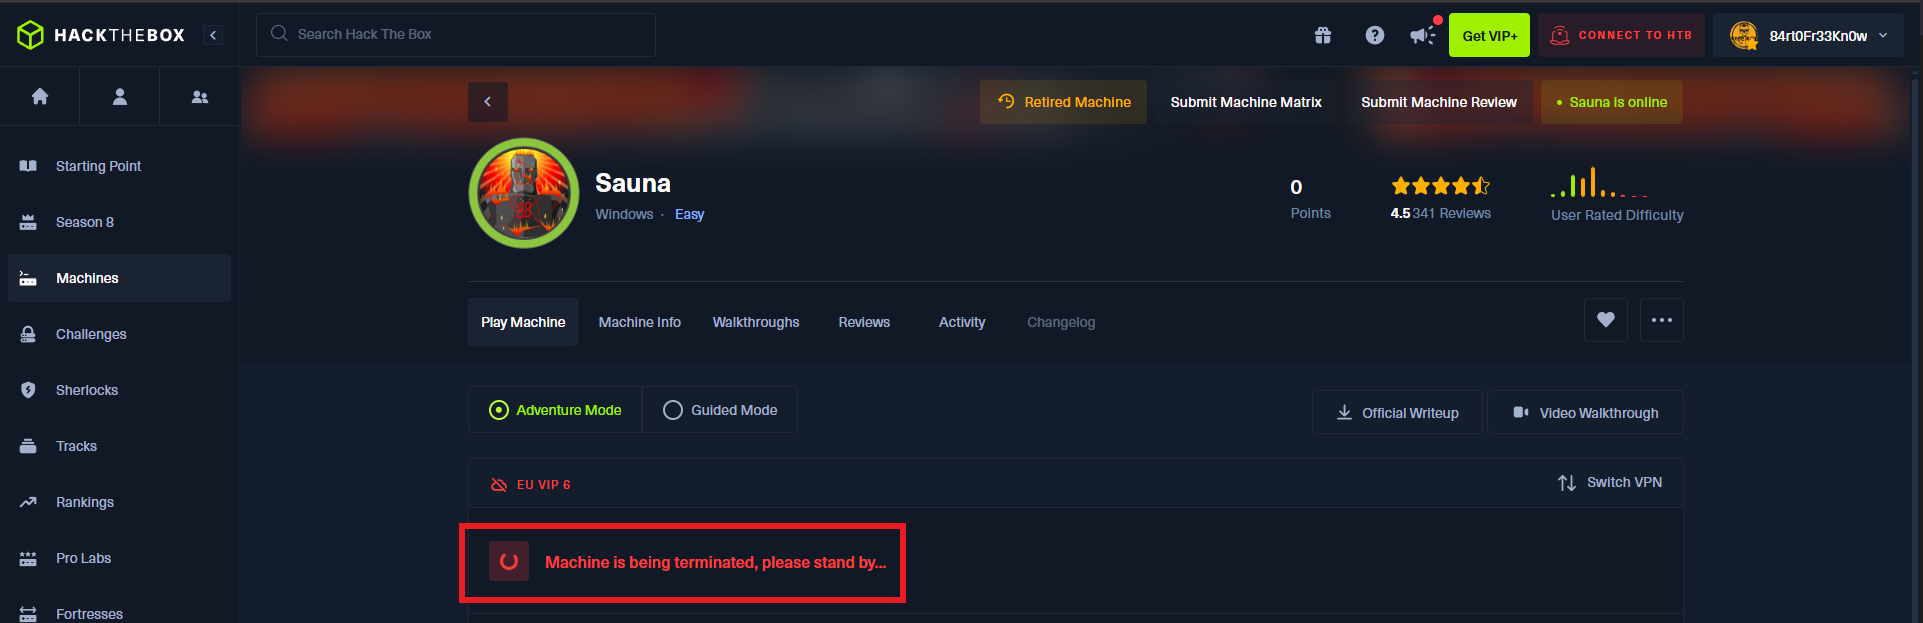 HACKTHEBOX
Search Hack The Box
Get VIP+
CONNECT TO HTB
84rt0Fr33Kn0w
Starting Point
Season 8
Machines
Challenges
Sherlocks
Tracks
Rankings
Pro Labs
Fortresses
Retired Machine
Submit Machine Matrix
Submit Machine Review
Sauna is online
Sauna
Windows · Easy
0
Points
4.5 341 Reviews
User Rated Difficulty
Play Machine
Machine Info
Walkthroughs
Reviews
Activity
Changelog
Adventure Mode
Guided Mode
Official Writeup
Video Walkthrough
EU VIP 6
Switch VPN
Machine is being terminated, please stand by...